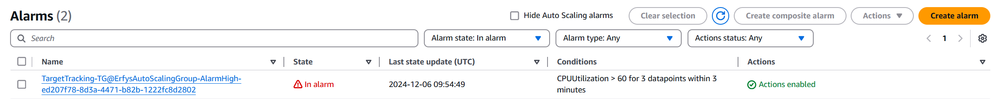 Alarms (2)
Hide Auto Scaling alarms
Clear selection
Create composite alarm
Actions
Create alarm
Search
Alarm state: In alarm
Alarm type: Any
Actions status: Any
1
Name
State
Last state update (UTC)
Conditions
Actions
TargetTracking-TG@ErfysAutoScalingGroup-AlarmHigh-
ed207f78-8d3a-4471-b82b-1222fc8d2802
In alarm
2024-12-06 09:54:49
CPUUtilization > 60 for 3 datapoints within 3
minutes
Actions enabled